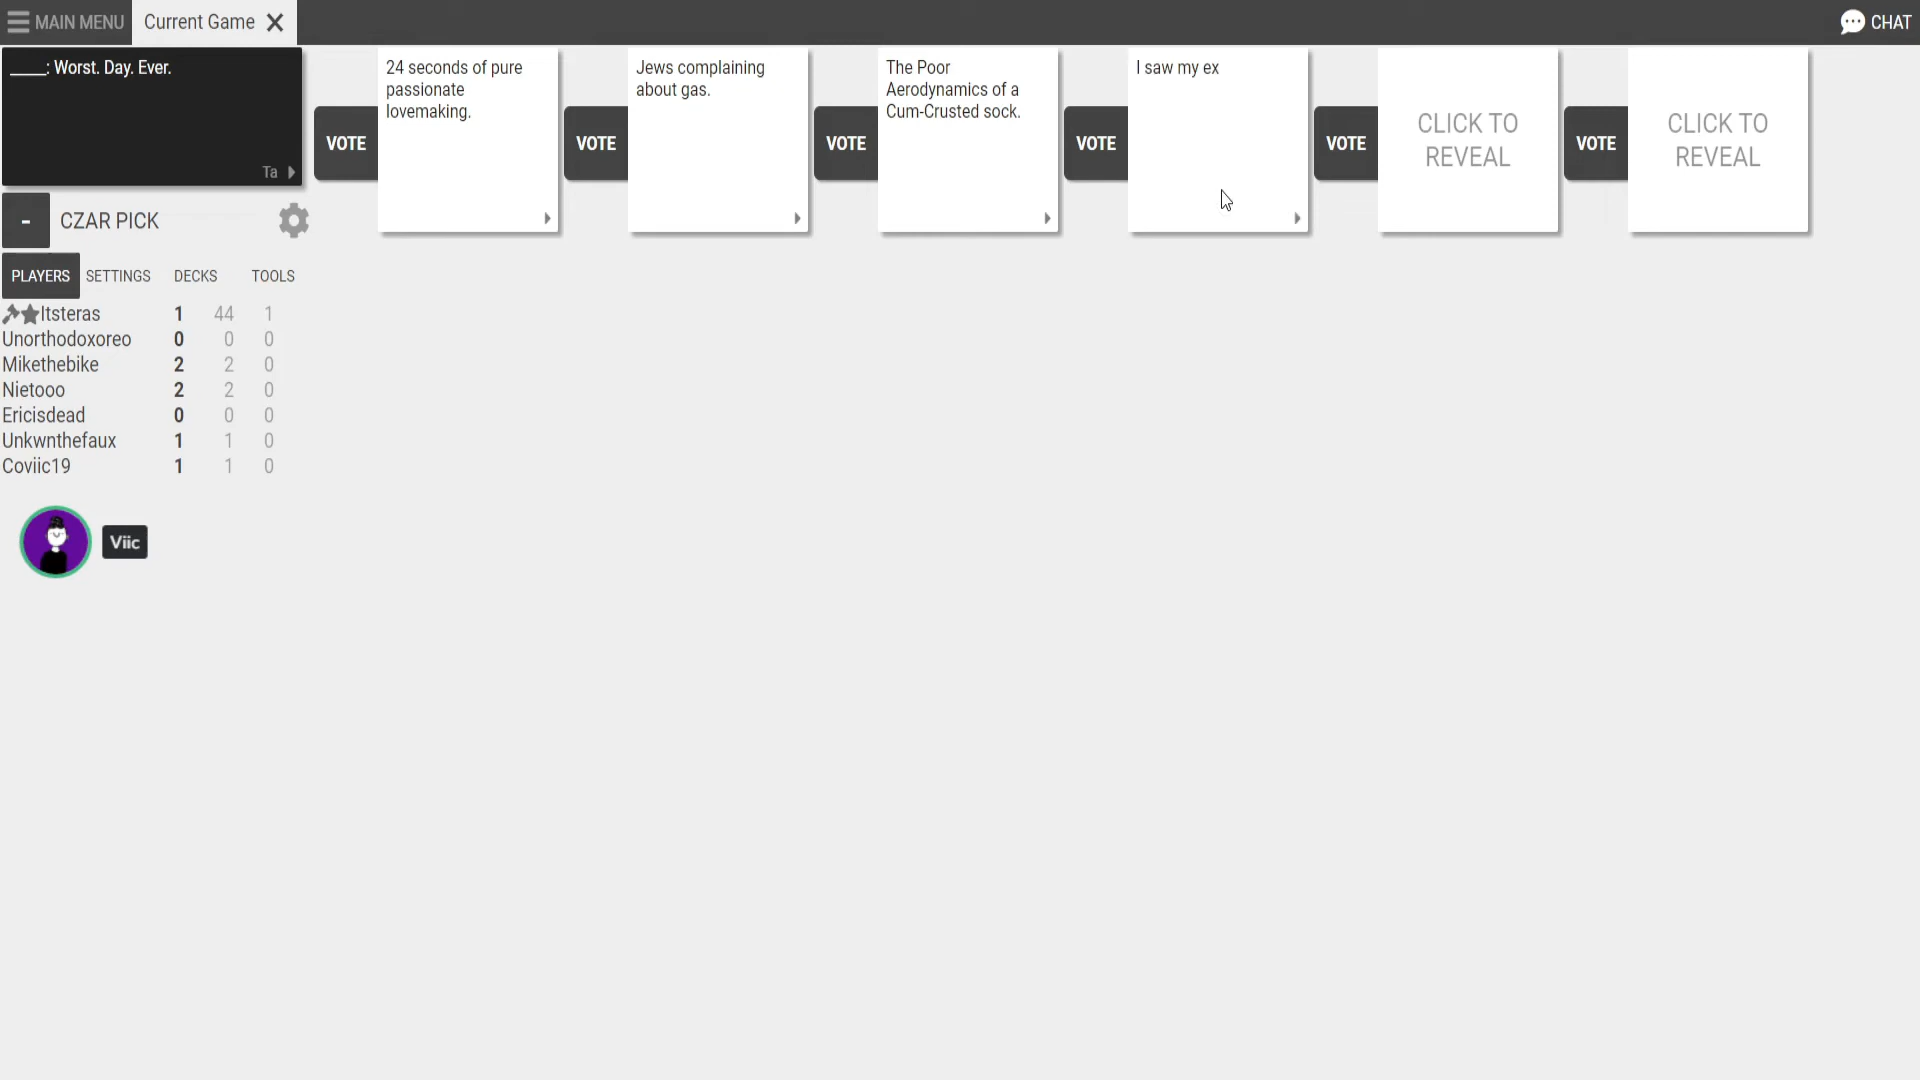 MAIN MENU
Current Game
CHAT
_____: Worst. Day. Ever.
Ta
VOTE
24 seconds of pure
passionate
lovemaking.
VOTE
Jews complaining
about gas.
VOTE
The Poor
Aerodynamics of a
Cum-Crusted sock.
VOTE
I saw my ex
VOTE
CLICK TO
REVEAL
VOTE
CLICK TO
REVEAL
- CZAR PICK
PLAYERS SETTINGS DECKS TOOLS
Itsteras 1 44 1
Unorthodoxoreo 0 0 0
Mikethebike 2 2 0
Nietooo 2 2 0
Ericisdead 0 0 0
Unkwnthefaux 1 1 0
Coviic19 1 1 0
Viic